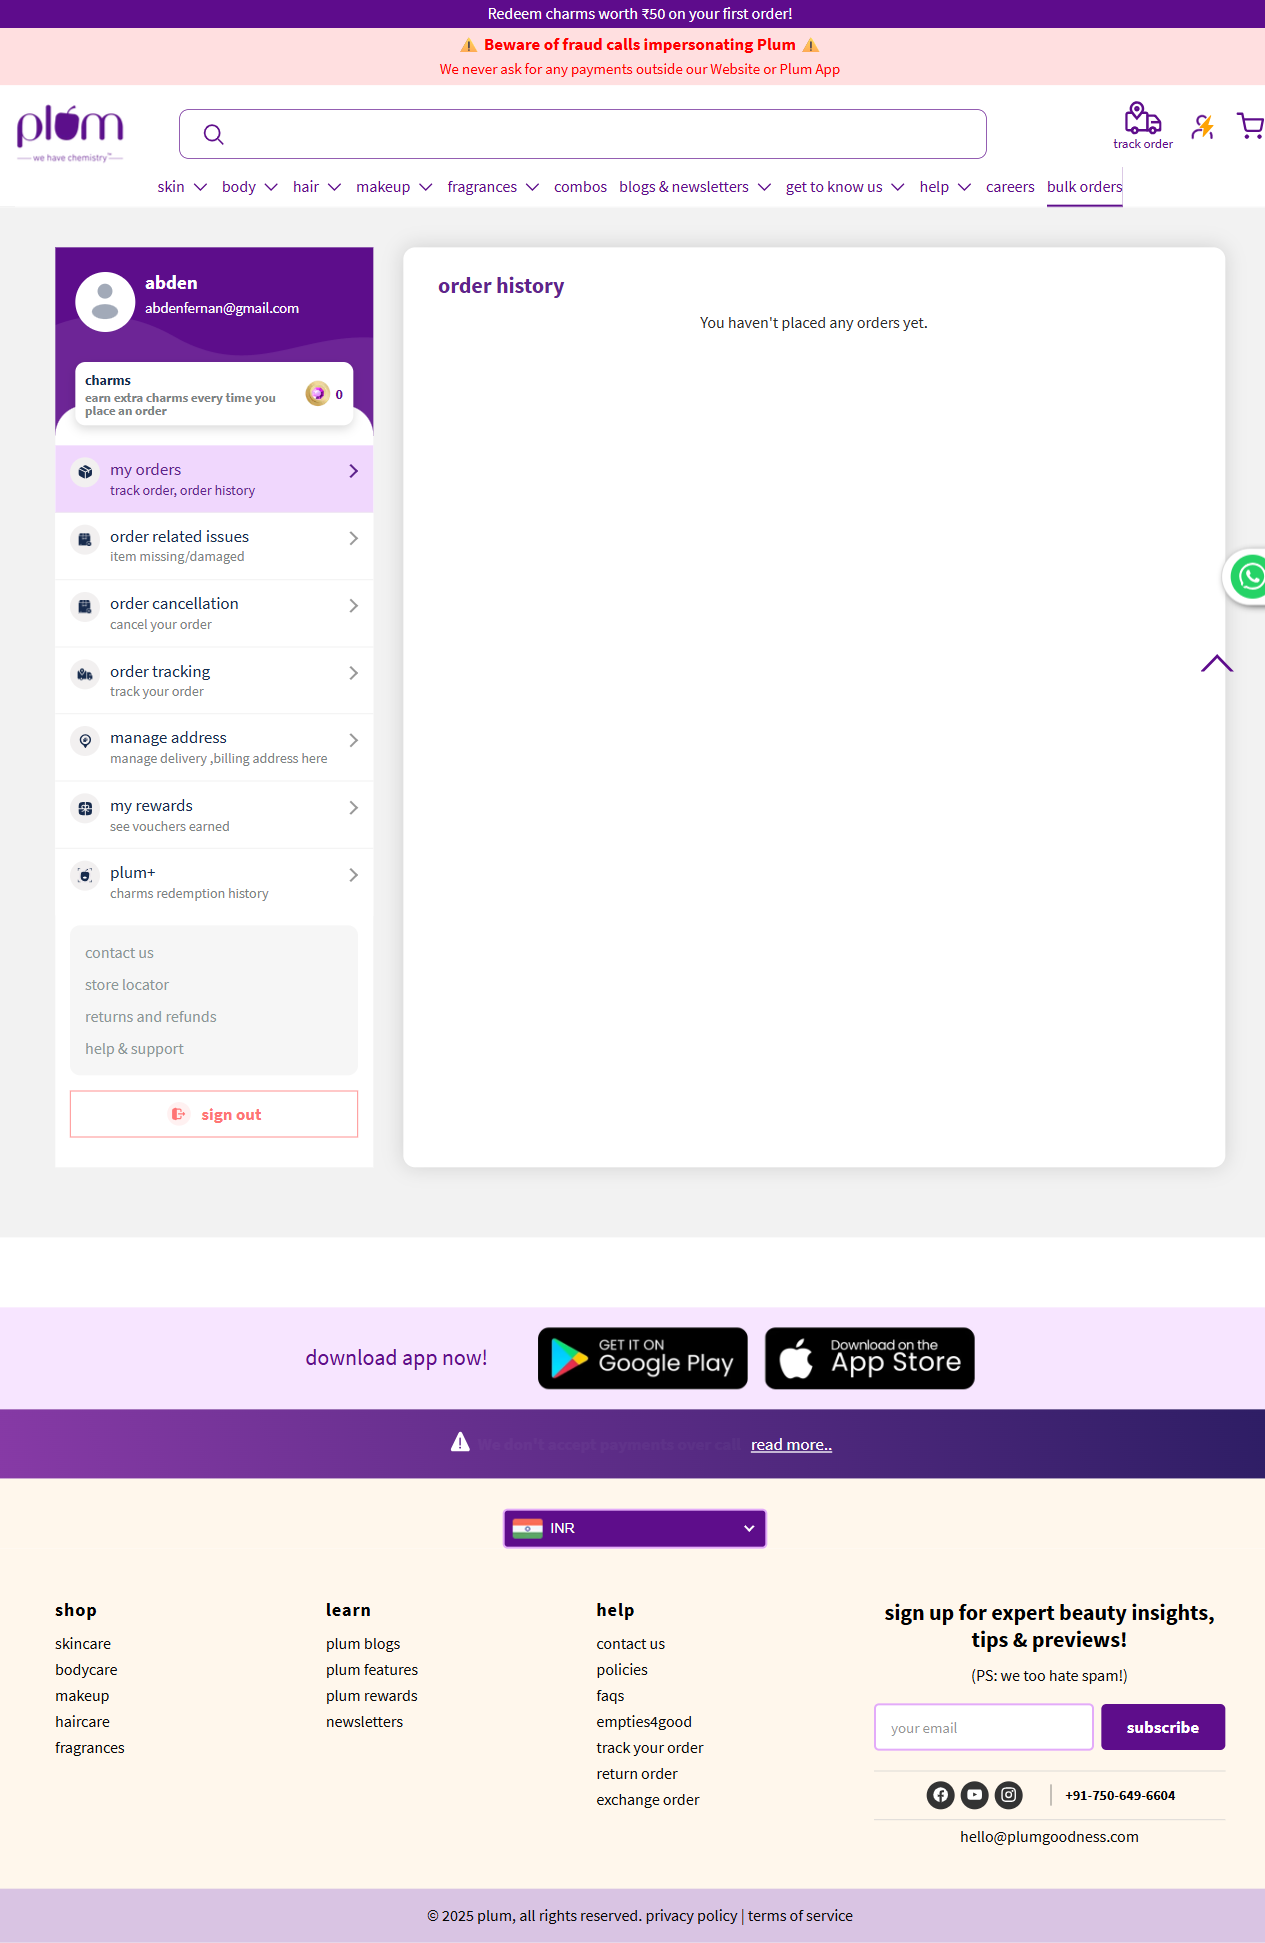 Redeem charms worth ₹50 on your first order!
⚠️ Beware of fraud calls impersonating Plum ⚠️
We never ask for any payments outside our Website or Plum App
plum
we have chemistry™
track order
skin body hair makeup fragrances combos blogs & newsletters get to know us help careers bulk orders
abden
abdenfernan@gmail.com
charms
earn extra charms every time you
place an order
0
my orders
track order, order history
order related issues
item missing/damaged
order cancellation
cancel your order
order tracking
track your order
manage address
manage delivery ,billing address here
my rewards
see vouchers earned
plum+
charms redemption history
contact us
store locator
returns and refunds
help & support
sign out
order history
You haven't placed any orders yet.
download app now!
GET IT ON
Google Play
Download on the
App Store
We don't accept payments over call read more..
INR
shop
skincare
bodycare
makeup
haircare
fragrances
learn
plum blogs
plum features
plum rewards
newsletters
help
contact us
policies
faqs
empties4good
track your order
return order
exchange order
sign up for expert beauty insights,
tips & previews!
(PS: we too hate spam!)
your email
subscribe
+91-750-649-6604
hello@plumgoodness.com
© 2025 plum, all rights reserved. privacy policy | terms of service